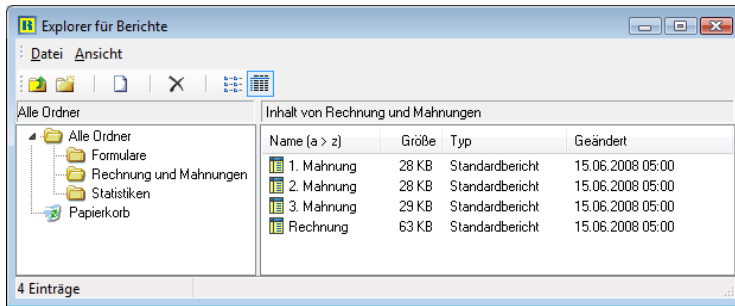 Explorer für Berichte
Datei Ansicht
Alle Ordner
Inhalt von Rechnung und Mahnungen
Alle Ordner
Formulare
Rechnung und Mahnungen
Statistiken
Papierkorb
Name (a > z) Größe Typ Geändert
1. Mahnung 28 KB Standardbericht 15.06.2008 05:00
2. Mahnung 28 KB Standardbericht 15.06.2008 05:00
3. Mahnung 29 KB Standardbericht 15.06.2008 05:00
Rechnung 63 KB Standardbericht 15.06.2008 05:00
4 Einträge